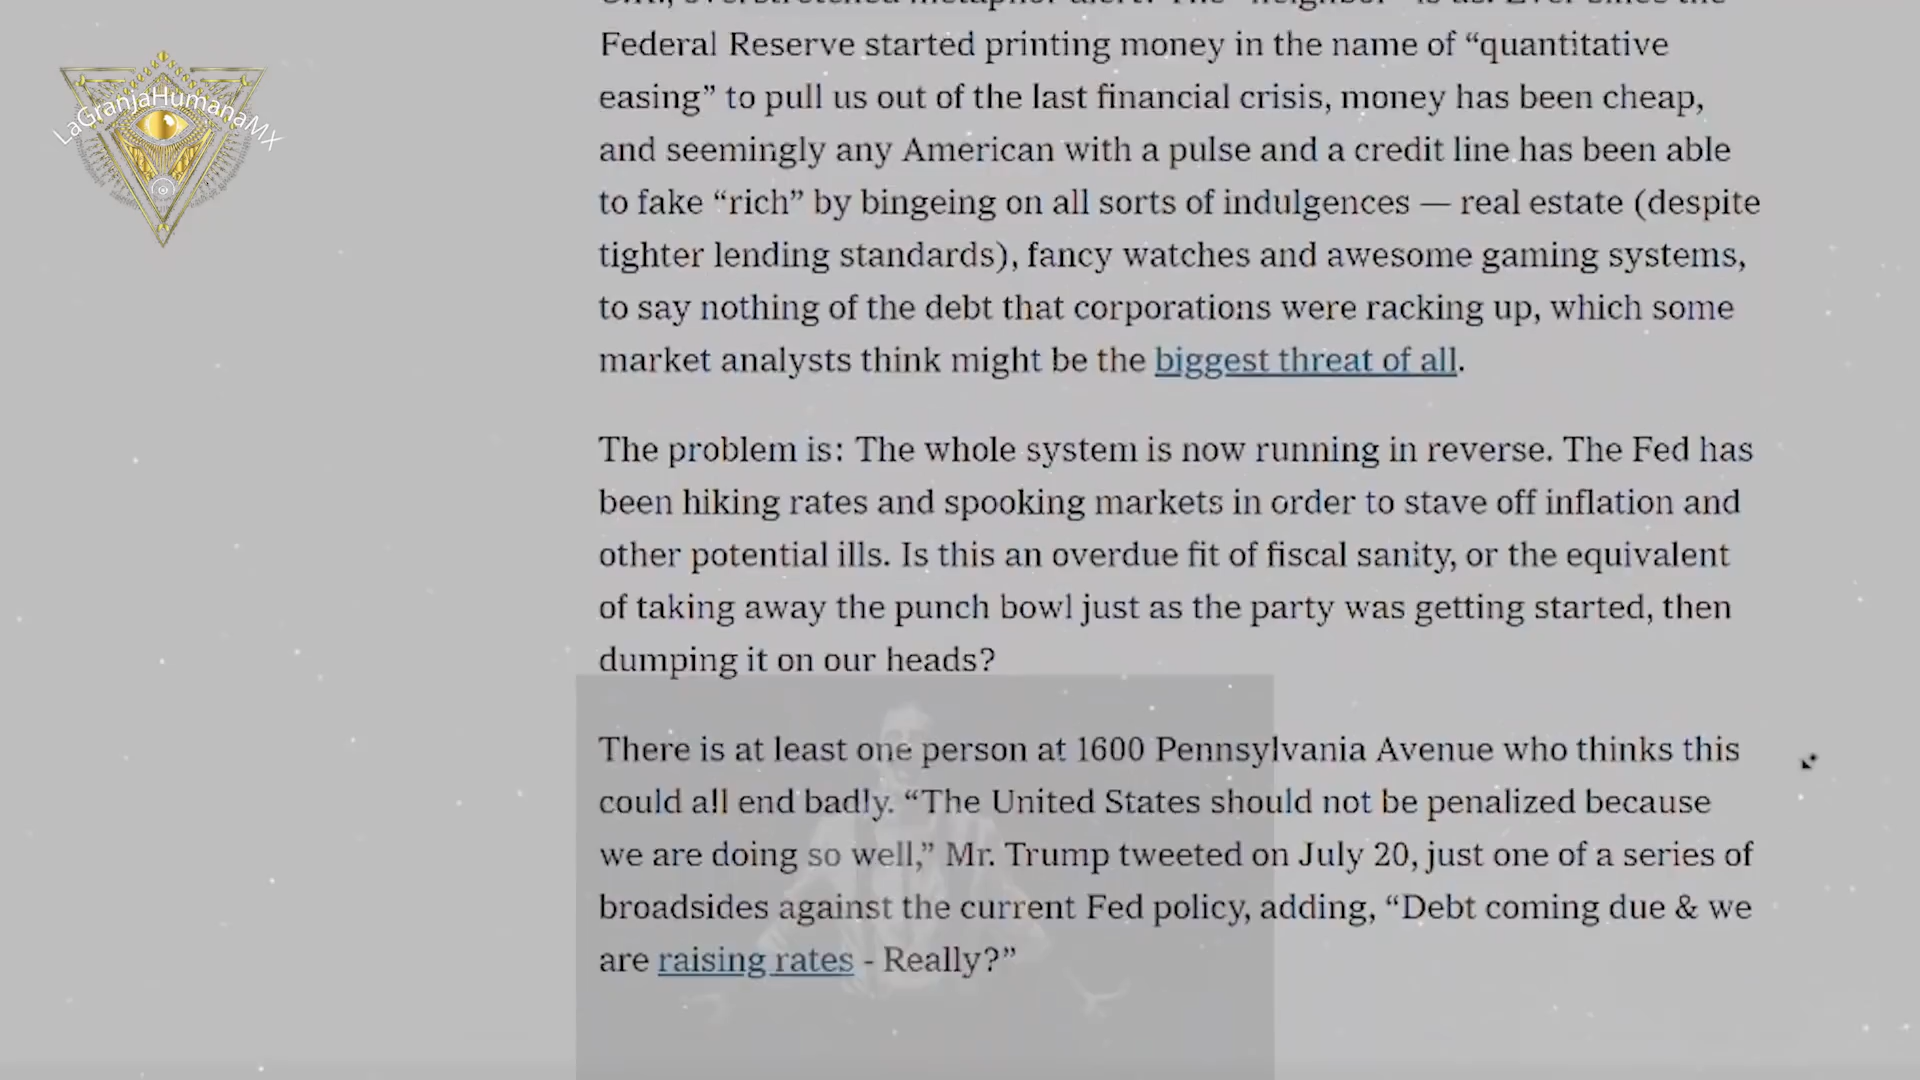 LaGranjaHumanaMX
O.K., overstretched metaphor alert: The “neighbor” is us. Ever since the
Federal Reserve started printing money in the name of “quantitative
easing” to pull us out of the last financial crisis, money has been cheap,
and seemingly any American with a pulse and a credit line has been able
to fake “rich” by bingeing on all sorts of indulgences — real estate (despite
tighter lending standards), fancy watches and awesome gaming systems,
to say nothing of the debt that corporations were racking up, which some
market analysts think might be the biggest threat of all.
The problem is: The whole system is now running in reverse. The Fed has
been hiking rates and spooking markets in order to stave off inflation and
other potential ills. Is this an overdue fit of fiscal sanity, or the equivalent
of taking away the punch bowl just as the party was getting started, then
dumping it on our heads?
There is at least one person at 1600 Pennsylvania Avenue who thinks this
could all end badly. “The United States should not be penalized because
we are doing so well,” Mr. Trump tweeted on July 20, just one of a series of
broadsides against the current Fed policy, adding, “Debt coming due & we
are raising rates - Really?”